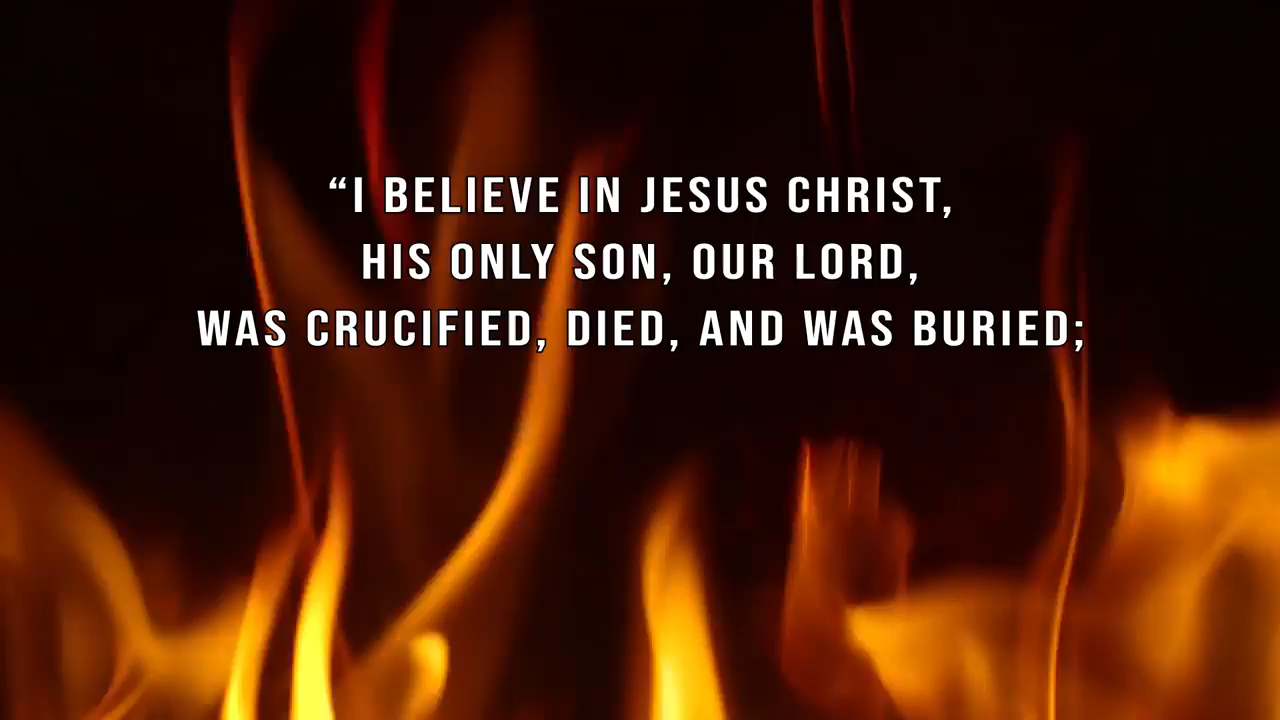 “I BELIEVE IN JESUS CHRIST,
HIS ONLY SON, OUR LORD,
WAS CRUCIFIED, DIED, AND WAS BURIED;